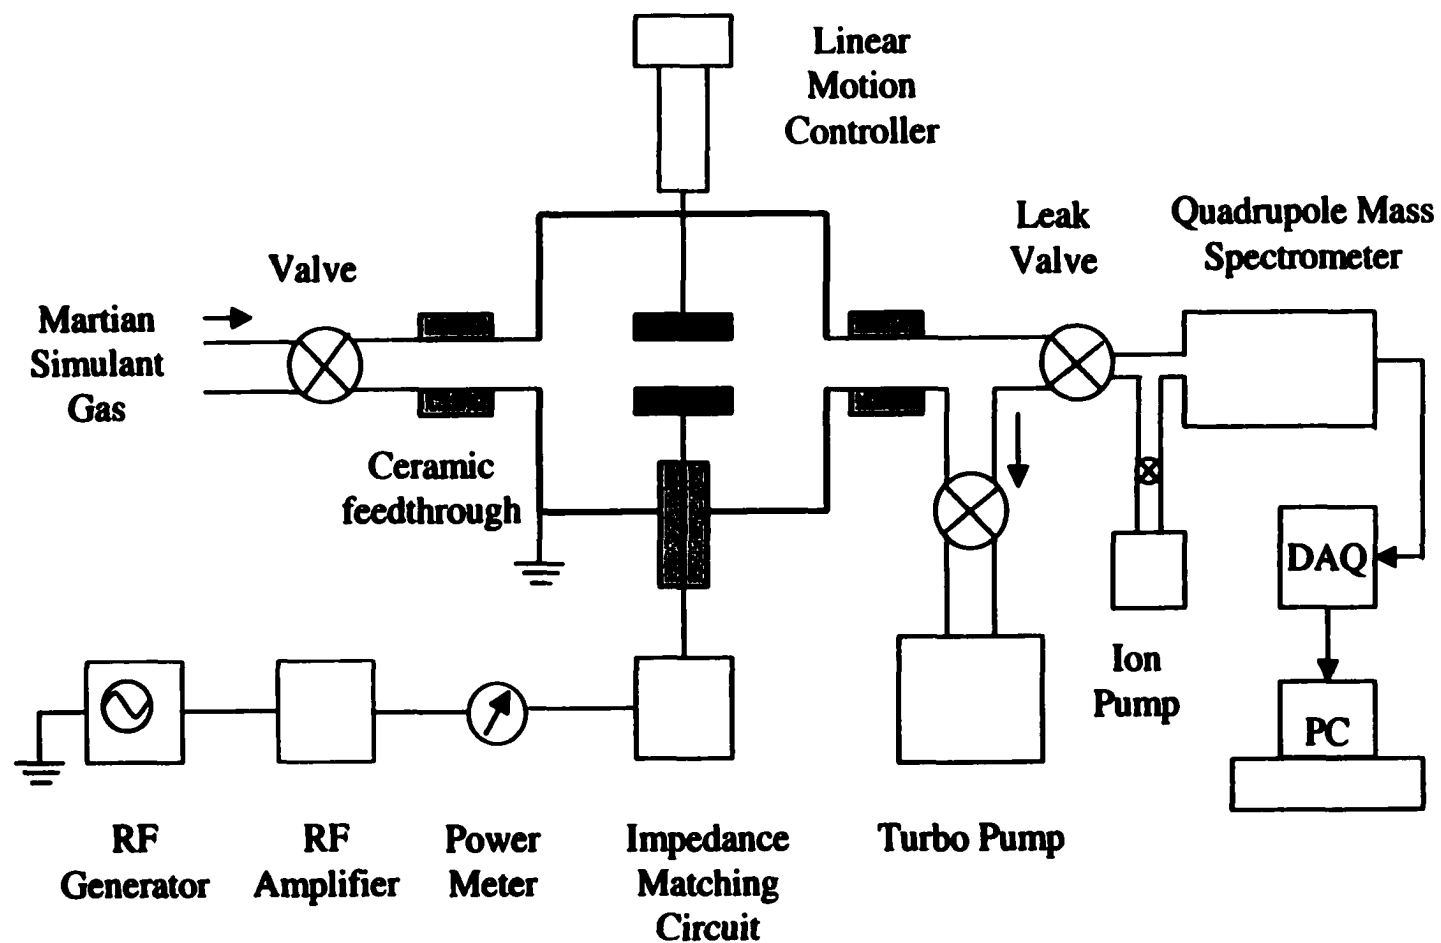 Linear
Motion
Controller
Leak
Valve
Quadrupole Mass
Spectrometer
Valve
Martian
Simulant
Gas
Ceramic
feedthrough
DAQ
Ion
Pump
PC
RF
Generator
RF
Amplifier
Power
Meter
Impedance
Matching
Circuit
Turbo Pump